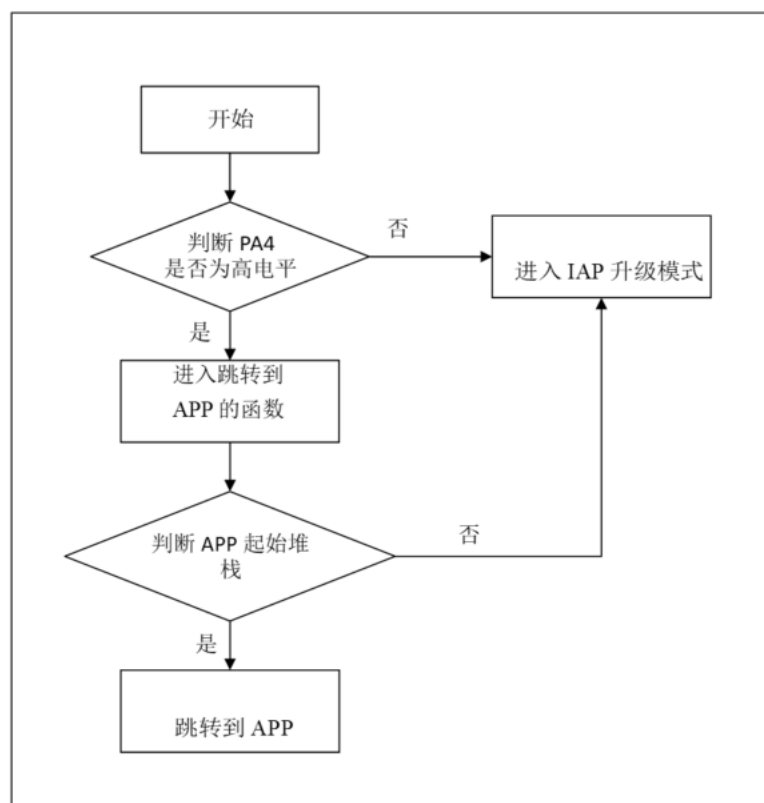 开始
判断 PA4
是否为高电平
否
进入 IAP 升级模式
是
进入跳转到
APP 的函数
判断 APP 起始堆
栈
否
是
跳转到 APP